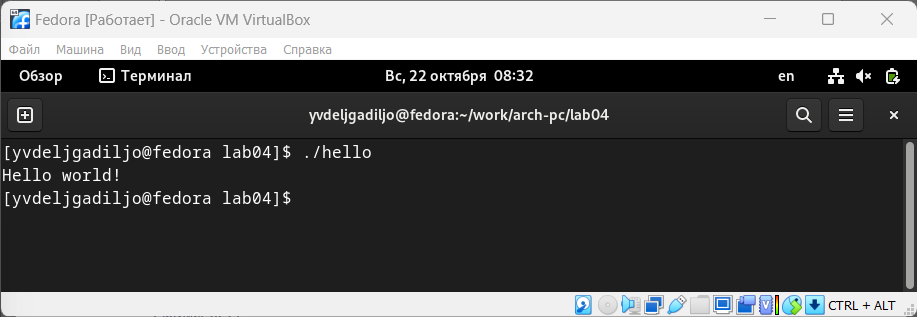 Fedora [Работает] - Oracle VM VirtualBox
Файл Машина Вид Ввод Устройства Справка
Обзор Терминал Вс, 22 октября 08:32 en
yvdeljgadiljo@fedora:~/work/arch-pc/lab04
[yvdeljgadiljo@fedora lab04]$ ./hello
Hello world!
[yvdeljgadiljo@fedora lab04]$
CTRL + ALT